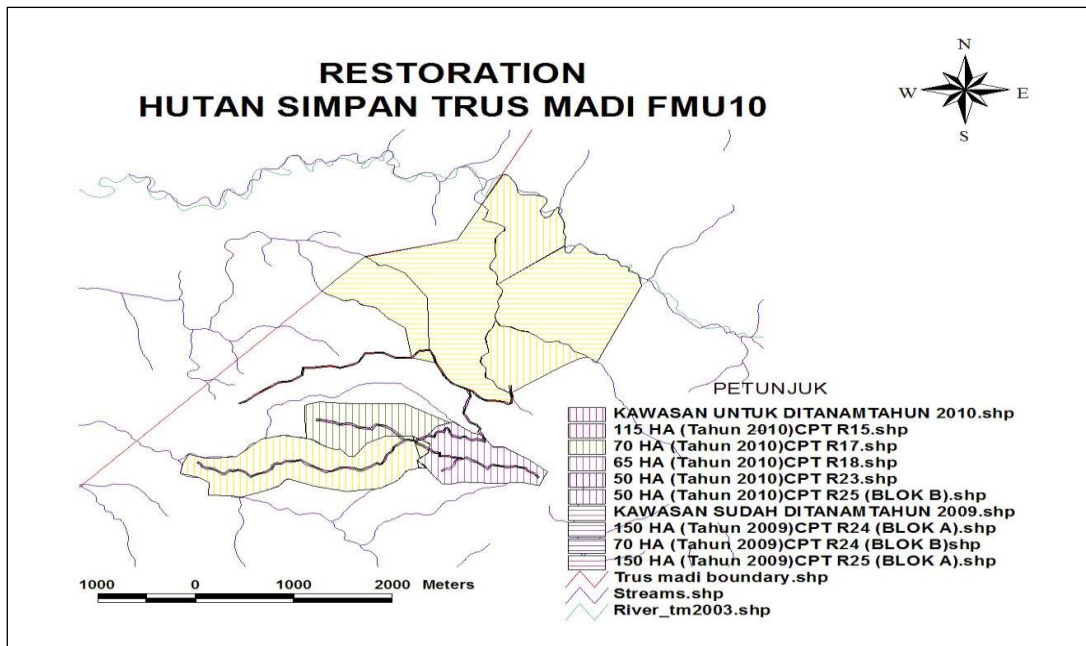 RESTORATION
HUTAN SIMPAN TRUS MADI FMU10
N
W E
S
PETUNJUK
KAWASAN UNTUK DITANAMTAHUN 2010.shp
115 HA (Tahun 2010)CPT R15.shp
70 HA (Tahun 2010)CPT R17.shp
65 HA (Tahun 2010)CPT R18.shp
50 HA (Tahun 2010)CPT R23.shp
50 HA (Tahun 2010)CPT R25 (BLOK B).shp
KAWASAN SUDAH DITANAMTAHUN 2009.shp
150 HA (Tahun 2009)CPT R24 (BLOK A).shp
70 HA (Tahun 2009)CPT R24 (BLOK B)shp
150 HA (Tahun 2009)CPT R25 (BLOK A).shp
Trus madi boundary.shp
Streams.shp
River_tm2003.shp
1000 0 1000 2000 Meters